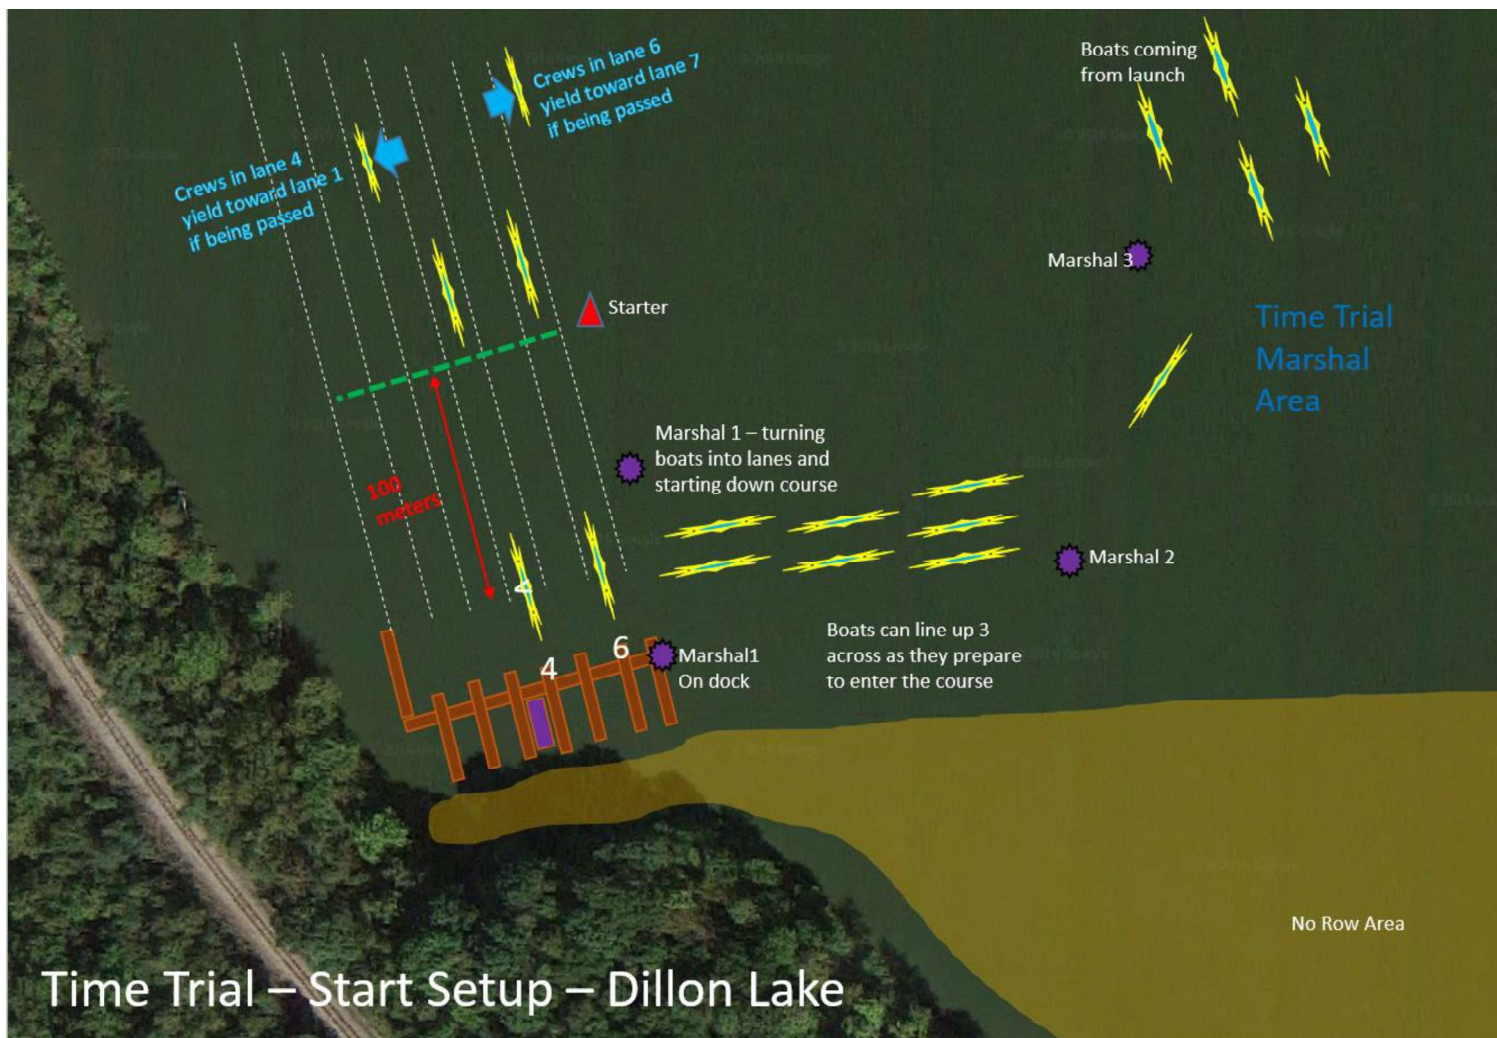 Boats coming
from launch
Crews in lane 6
yield toward lane 7
if being passed
Crews in lane 4
yield toward lane 1
if being passed
Marshal 3
Starter
Time Trial
Marshal
Area
Marshal 1 – turning
boats into lanes and
starting down course
100
meters
Marshal 2
Boats can line up 3
across as they prepare
to enter the course
6
4
Marshal1
On dock
No Row Area
Time Trial – Start Setup – Dillon Lake